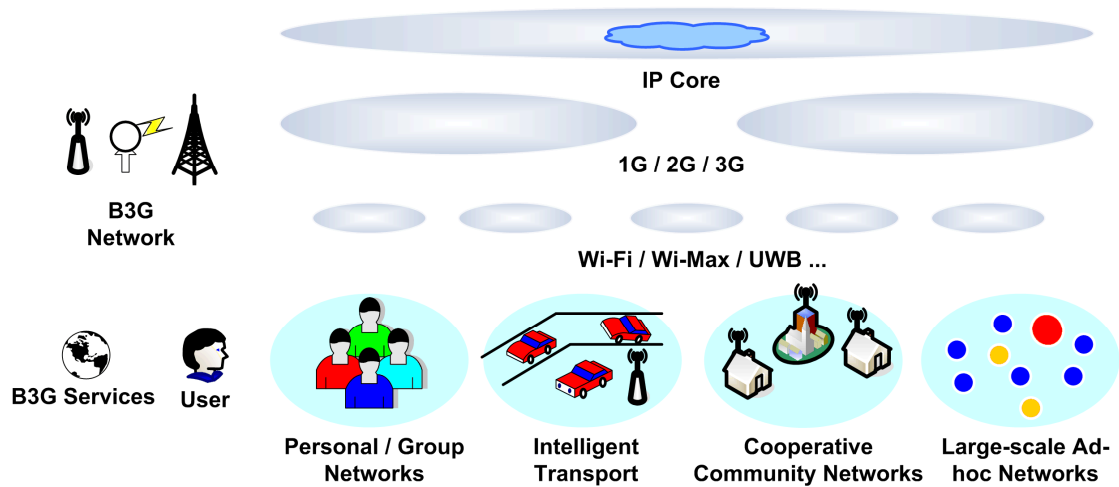 IP Core
1G / 2G / 3G
B3G
Network
Wi-Fi / Wi-Max / UWB ...
B3G Services
User
Personal / Group
Networks
Intelligent
Transport
Cooperative
Community Networks
Large-scale Ad-
hoc Networks